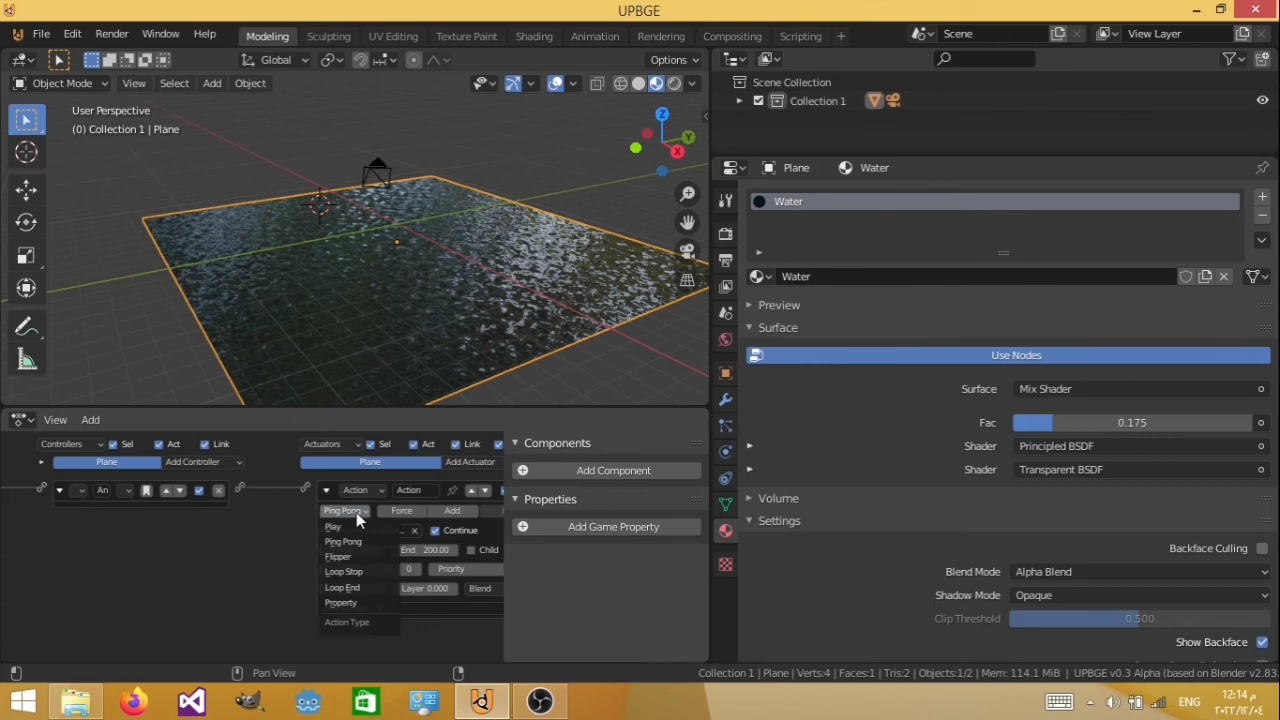 UPBGE
File Edit Render Window Help Modeling Sculpting UV Editing Texture Paint Shading Animation Rendering Compositing Scripting Scene View Layer
Global Options
Object Mode View Select Add Object
User Perspective
(0) Collection 1 | Plane
Z
Y
X
Scene Collection
Collection 1
Plane Water
Water
Water
Preview
Surface
Use Nodes
Surface Mix Shader
Fac 0.175
Shader Principled BSDF
Shader Transparent BSDF
Volume
Settings
Backface Culling
Blend Mode Alpha Blend
Shadow Mode Opaque
Clip Threshold 0.500
Show Backface
View Add
Controllers Sel Act Link Actuators Sel Act Link
Plane Add Controller Plane Add Actuator
An Action Action
Ping Pong Force Add
Play
Continue
Ping Pong
End 200.00 Child
Flipper
Loop Stop 0 Priority
Loop End Layer 0.000 Blend
Property
Action Type
Components
Add Component
Properties
Add Game Property
Pan View
Collection 1 | Plane | Verts:4 | Faces:1 | Tris:2 | Objects:1/2 | Mem: 114.1 MiB | UPBGE v0.3 Alpha (based on Blender v2.83
ENG
12:14 م
٢٠٢٢/١٢/٠٤